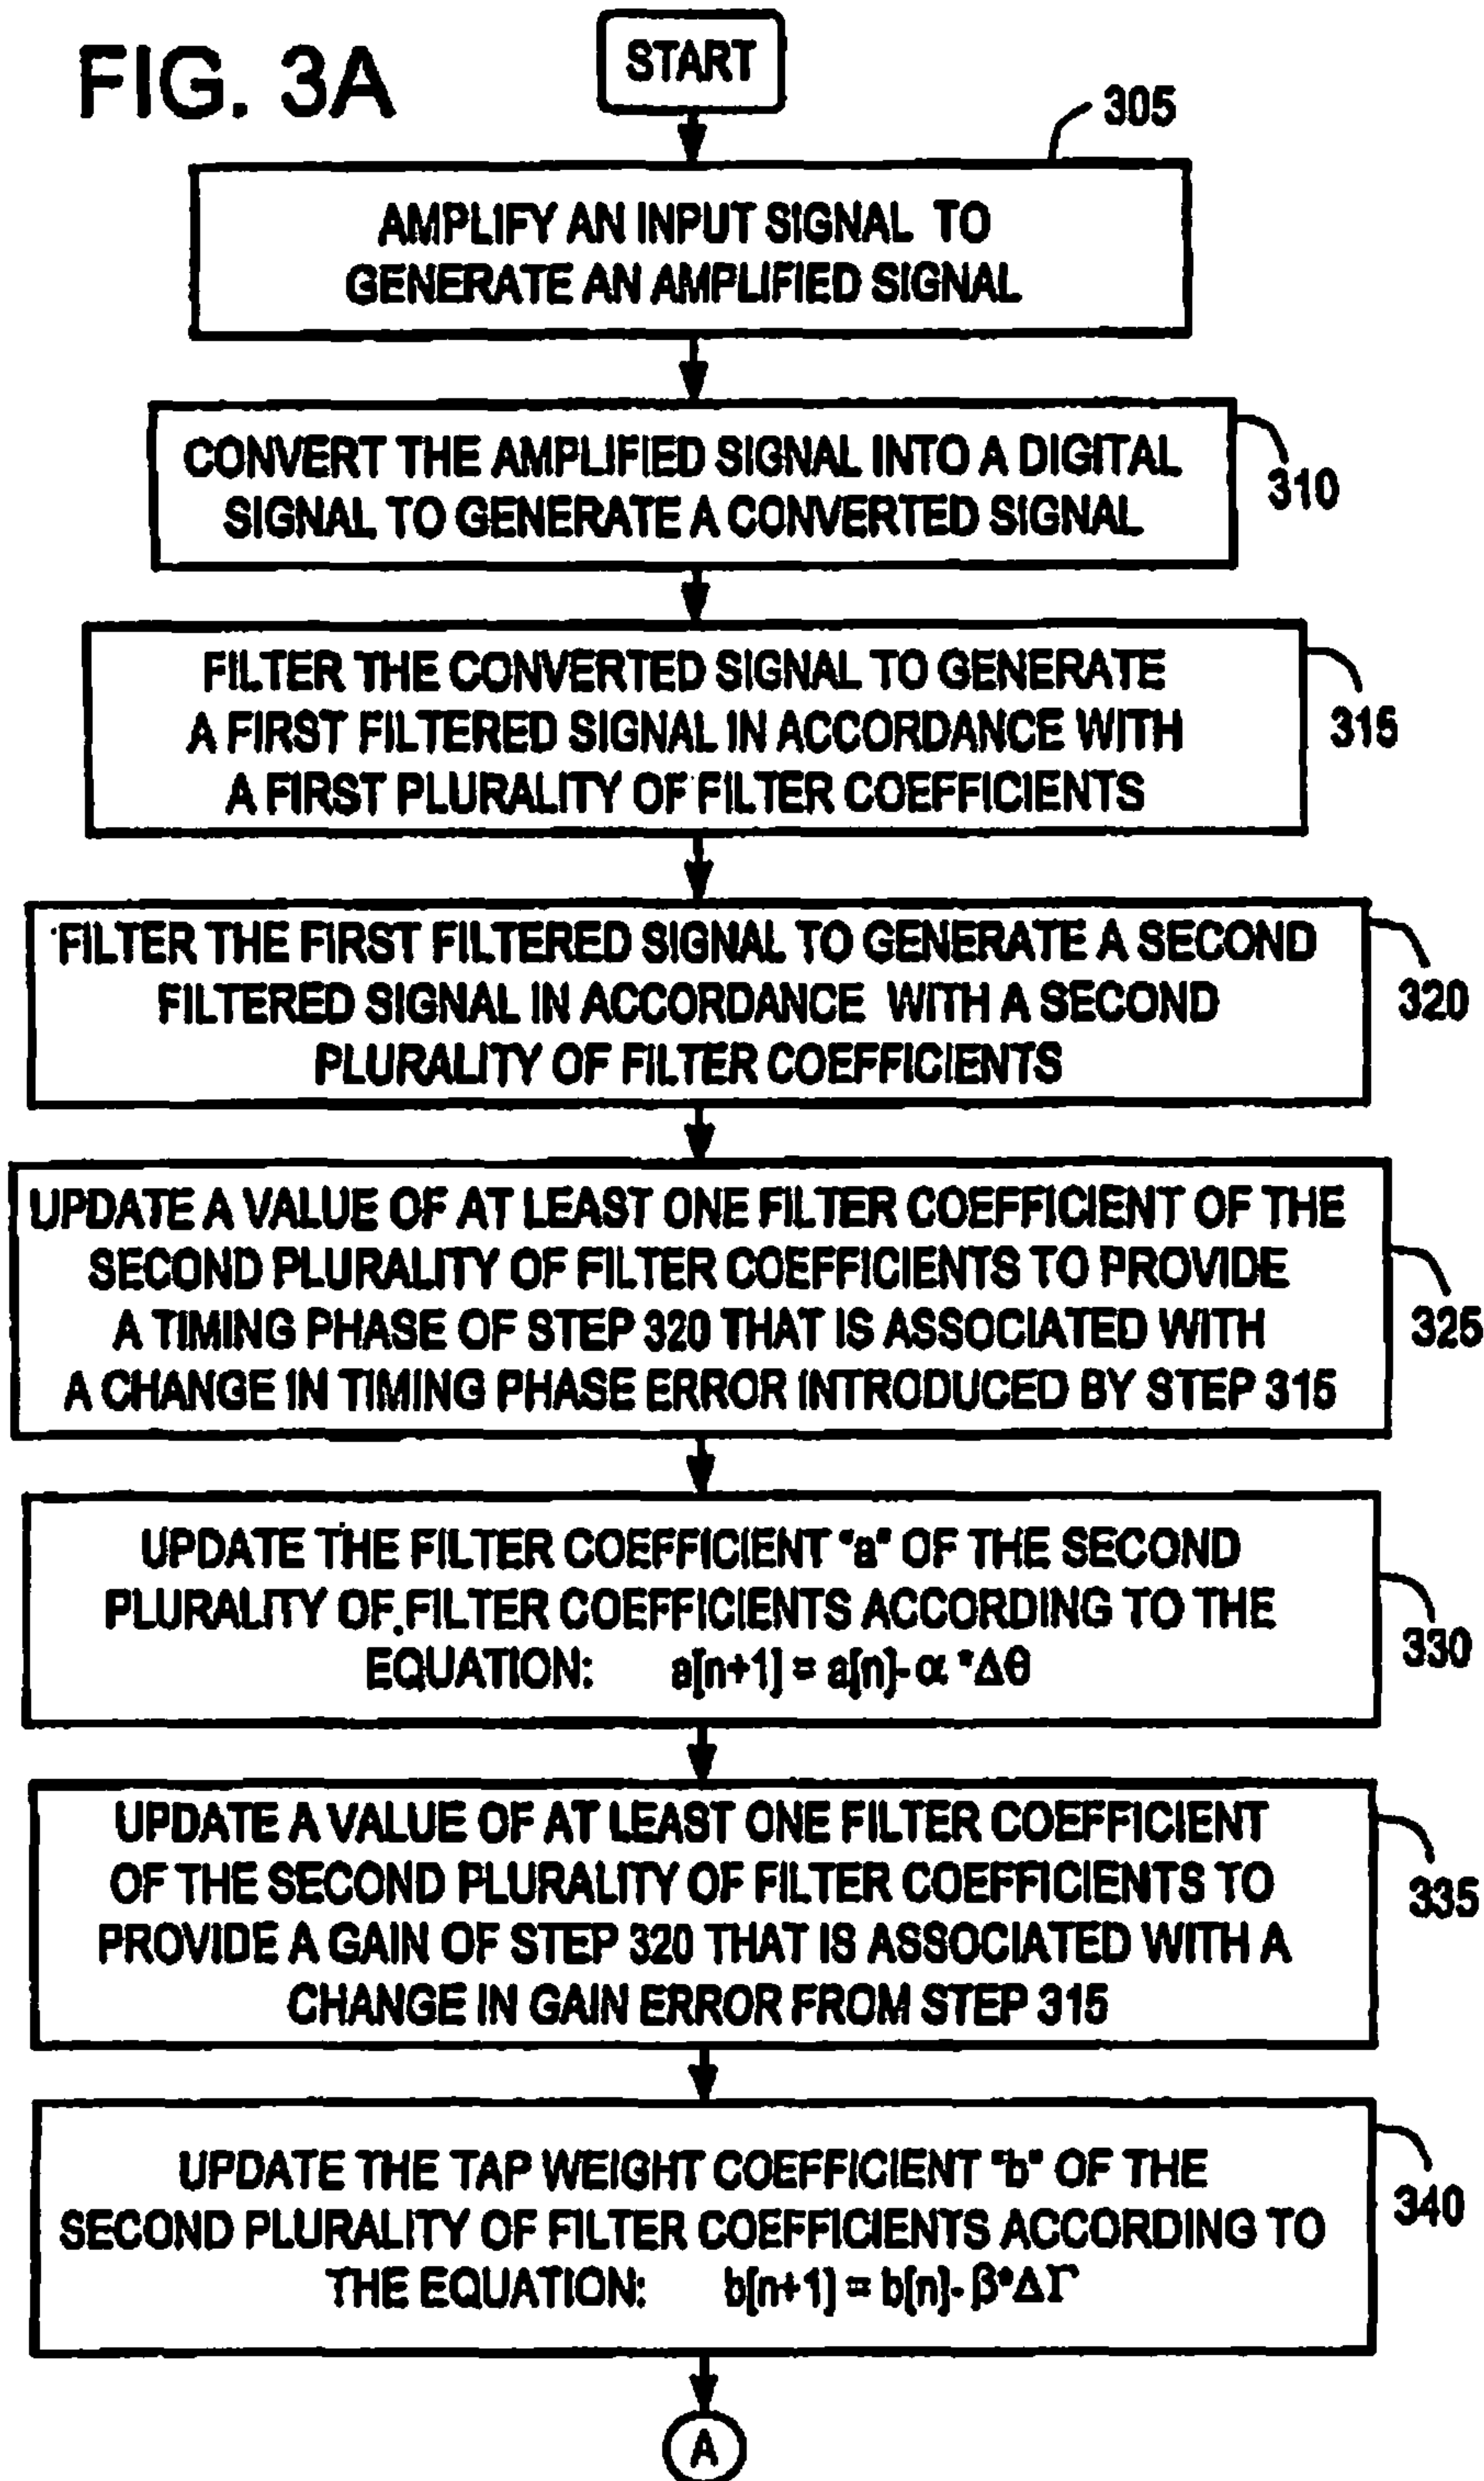 FIG. 3A
START
305
AMPLIFY AN INPUT SIGNAL TO
GENERATE AN AMPLIFIED SIGNAL
CONVERT THE AMPLIFIED SIGNAL INTO A DIGITAL
SIGNAL TO GENERATE A CONVERTED SIGNAL
310
FILTER THE CONVERTED SIGNAL TO GENERATE
A FIRST FILTERED SIGNAL IN ACCORDANCE WITH
A FIRST PLURALITY OF FILTER COEFFICIENTS
315
FILTER THE FIRST FILTERED SIGNAL TO GENERATE A SECOND
FILTERED SIGNAL IN ACCORDANCE WITH A SECOND
PLURALITY OF FILTER COEFFICIENTS
320
UPDATE A VALUE OF AT LEAST ONE FILTER COEFFICIENT OF THE
SECOND PLURALITY OF FILTER COEFFICIENTS TO PROVIDE
A TIMING PHASE OF STEP 320 THAT IS ASSOCIATED WITH
A CHANGE IN TIMING PHASE ERROR INTRODUCED BY STEP 315
325
UPDATE THE FILTER COEFFICIENT "a" OF THE SECOND
PLURALITY OF FILTER COEFFICIENTS ACCORDING TO THE
EQUATION: a[n+1] = a[n]-α *Δθ
330
UPDATE A VALUE OF AT LEAST ONE FILTER COEFFICIENT
OF THE SECOND PLURALITY OF FILTER COEFFICIENTS TO
PROVIDE A GAIN OF STEP 320 THAT IS ASSOCIATED WITH A
CHANGE IN GAIN ERROR FROM STEP 315
335
UPDATE THE TAP WEIGHT COEFFICIENT "b" OF THE
SECOND PLURALITY OF FILTER COEFFICIENTS ACCORDING TO
THE EQUATION: b[n+1] = b[n]- β*ΔΓ
340
A